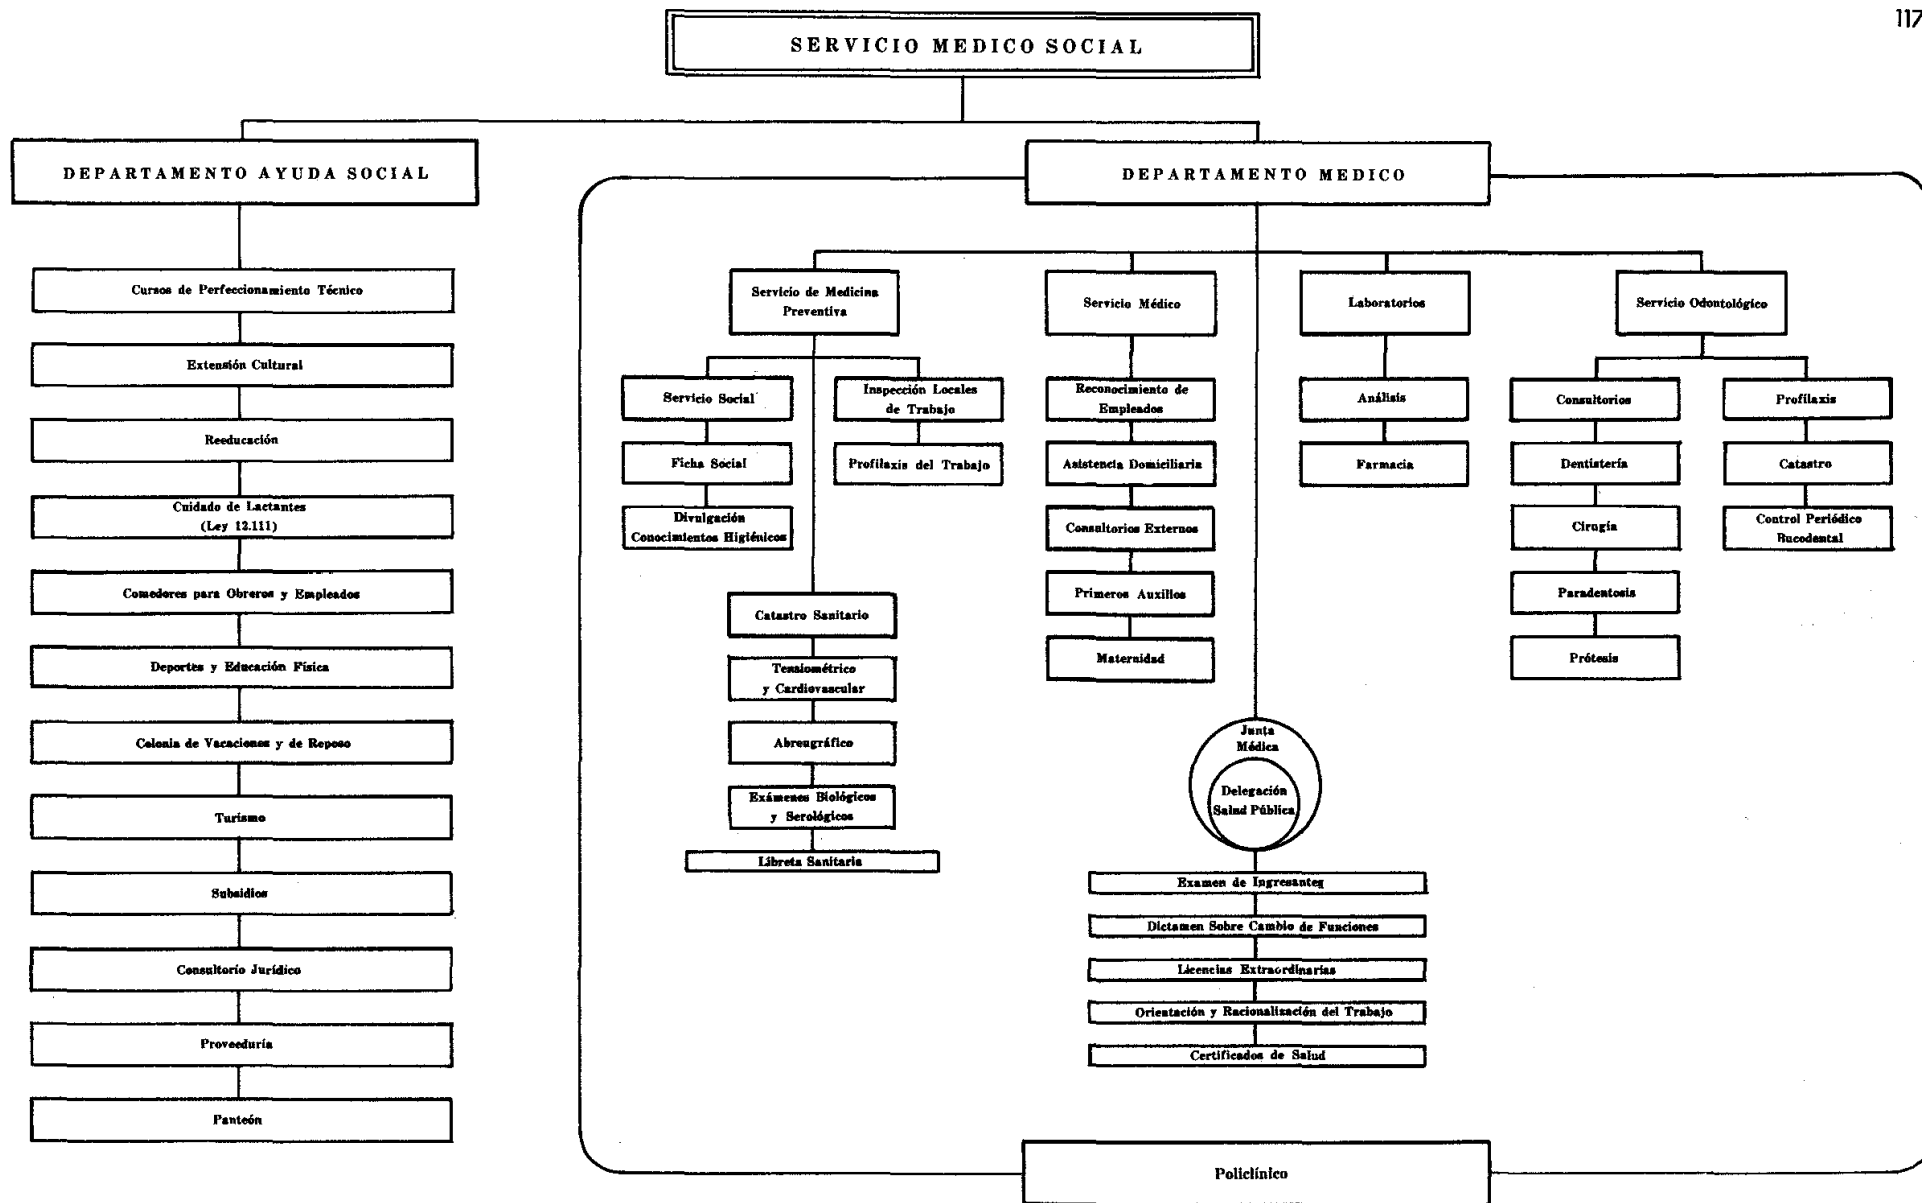 117
SERVICIO MEDICO SOCIAL
DEPARTAMENTO AYUDA SOCIAL
Cursos de Perfeccionamiento Técnico
Extensión Cultural
Reeducación
Cuidado de Lactantes
(Ley 12.111)
Comedores para Obreros y Empleados
Deportes y Educación Física
Colonia de Vacaciones y de Reposo
Turismo
Subsidios
Consultorio Jurídico
Proveeduría
Panteón
DEPARTAMENTO MEDICO
Servicio de Medicina
Preventiva
Servicio Social
Ficha Social
Divulgación
Conocimientos Higiénicos
Inspección Locales
de Trabajo
Profilaxis del Trabajo
Catastro Sanitario
Tensiométrico
y Cardiovascular
Abreugráfico
Exámenes Biológicos
y Serológicos
Libreta Sanitaria
Servicio Médico
Reconocimiento de
Empleados
Asistencia Domiciliaria
Consultorios Externos
Primeros Auxilios
Maternidad
Laboratorios
Análisis
Farmacia
Servicio Odontológico
Consultorios
Dentistería
Cirugía
Paradentosis
Prótesis
Profilaxis
Catastro
Control Periódico
Bucodental
Junta
Médica
Delegación
Salud Pública
Examen de Ingresanteg
Dictamen Sobre Cambio de Funciones
Licencias Extraordinarias
Orientación y Racionalización del Trabajo
Certificados de Salud
Policlínico